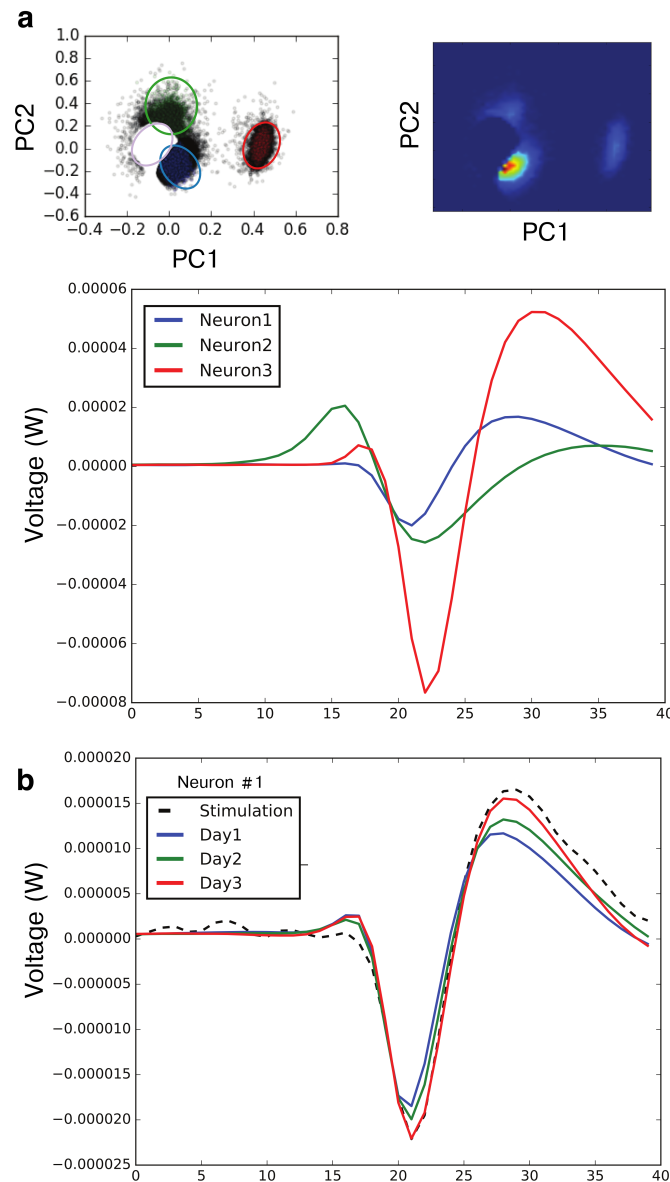 a
1.0
0.8
0.6
0.4
0.2
0.0
−0.2
−0.4
−0.6
PC2
−0.4 −0.2 0.0 0.2 0.4 0.6 0.8
PC1
PC2
PC1
0.00006
0.00004
0.00002
0.00000
−0.00002
−0.00004
−0.00006
−0.00008
Voltage (W)
Neuron1
Neuron2
Neuron3
0 5 10 15 20 25 30 35 40
b
0.000020
0.000015
0.000010
0.000005
0.000000
−0.000005
−0.000010
−0.000015
−0.000020
−0.000025
Voltage (W)
Neuron #1
Stimulation
Day1
Day2
Day3
0 5 10 15 20 25 30 35 40